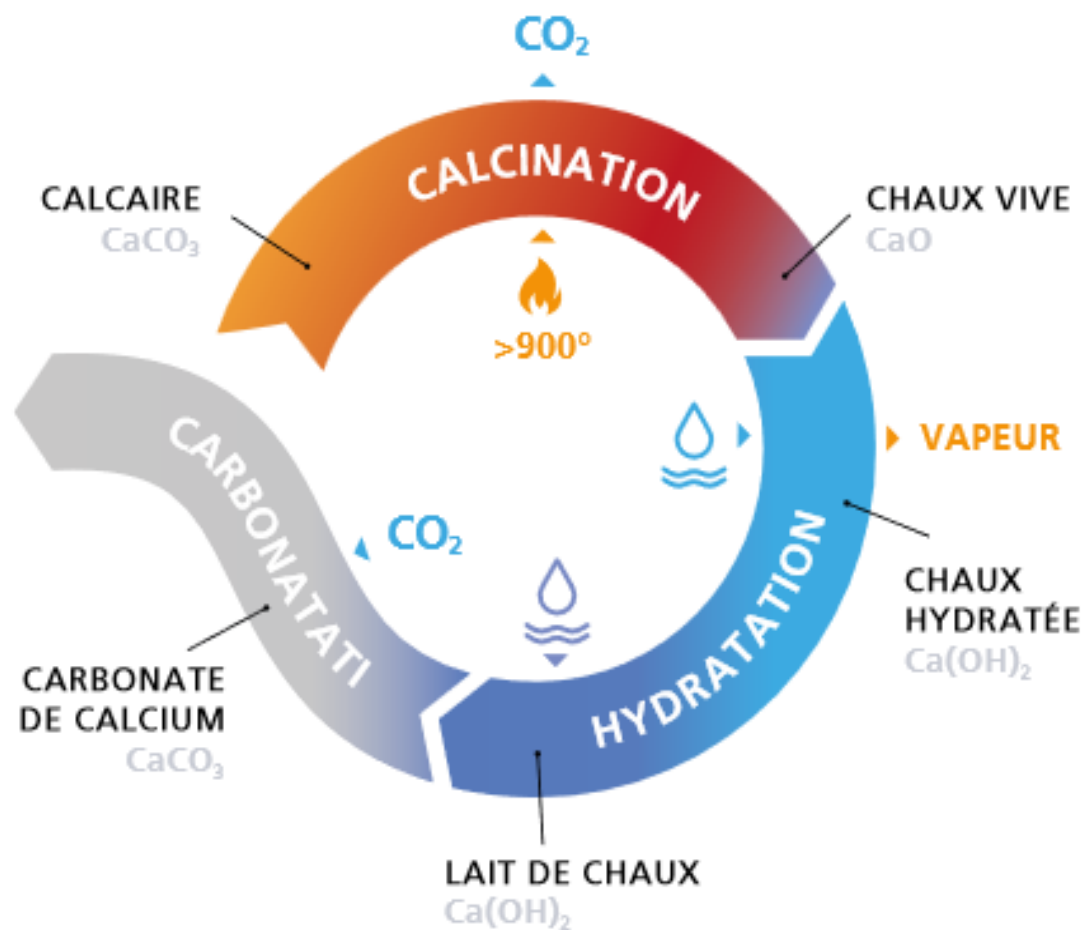 CO₂
CALCINATION
CALCAIRE
CaCO₃
CHAUX VIVE
CaO
>900°
VAPEUR
CARBONATATI
CO₂
HYDRATATION
CHAUX
HYDRATÉE
Ca(OH)₂
CARBONATE
DE CALCIUM
CaCO₃
LAIT DE CHAUX
Ca(OH)₂